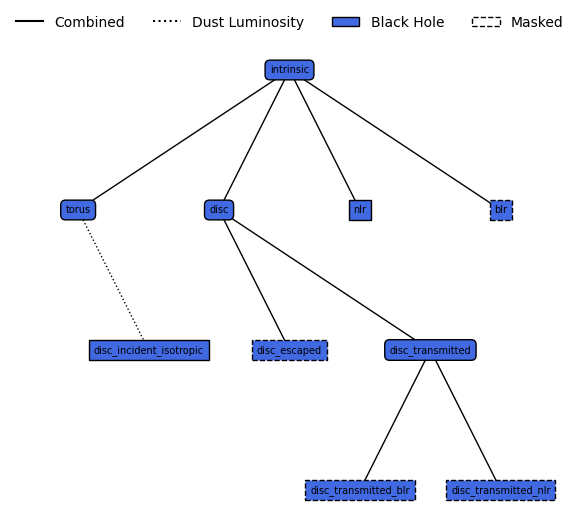 Combined Dust Luminosity Black Hole Masked
intrinsic
torus disc nlr blr
disc_incident_isotropic disc_escaped disc_transmitted
disc_transmitted_blr disc_transmitted_nlr